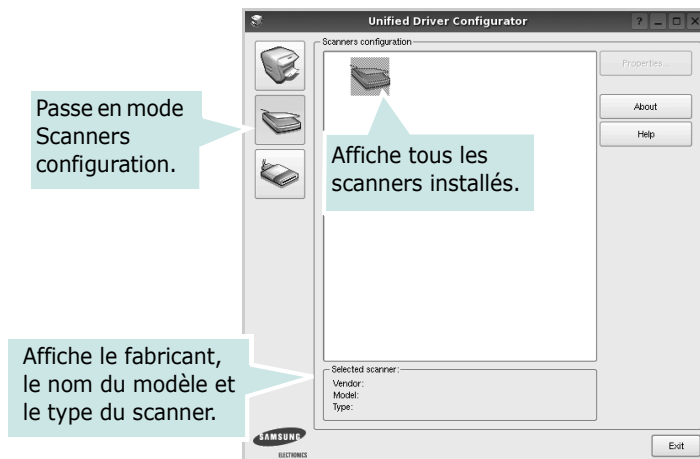 Unified Driver Configurator
Scanners configuration
Properties...
About
Help
Passe en mode
Scanners
configuration.
Affiche tous les
scanners installés.
Affiche le fabricant,
le nom du modèle et
le type du scanner.
Selected scanner:
Vendor:
Model:
Type:
SAMSUNG
ELECTRONICS
Exit